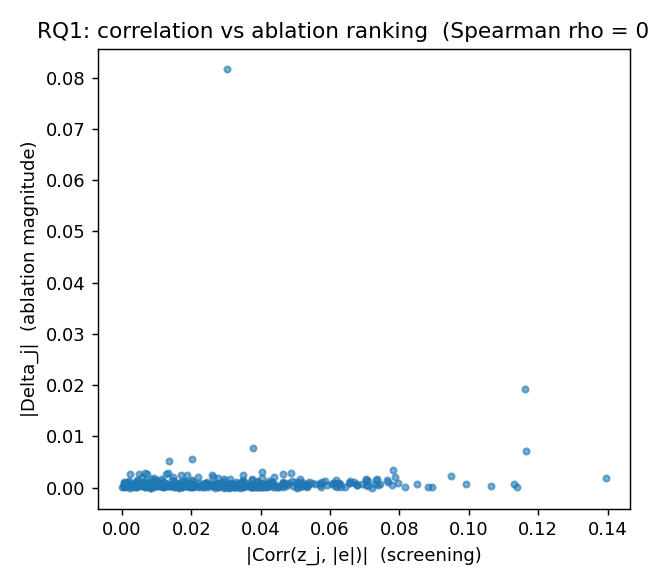 RQ1: correlation vs ablation ranking (Spearman rho = 0
0.08
0.07
0.06
0.05
0.04
0.03
0.02
0.01
0.00
|Delta_j| (ablation magnitude)
0.00 0.02 0.04 0.06 0.08 0.10 0.12 0.14
|Corr(z_j, |e|)| (screening)